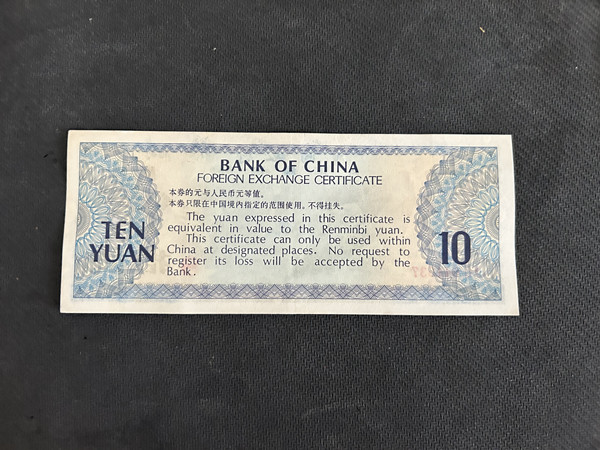 BANK OF CHINA
FOREIGN EXCHANGE CERTIFICATE
本券的元与人民币元等值。
本券只限在中国境内指定的范围使用。不得挂失。
The yuan expressed in this certificate is
equivalent in value to the Renminbi yuan.
This certificate can only be used within
China at designated places. No request to
register its loss will be accepted by the
Bank.
TEN
YUAN
10